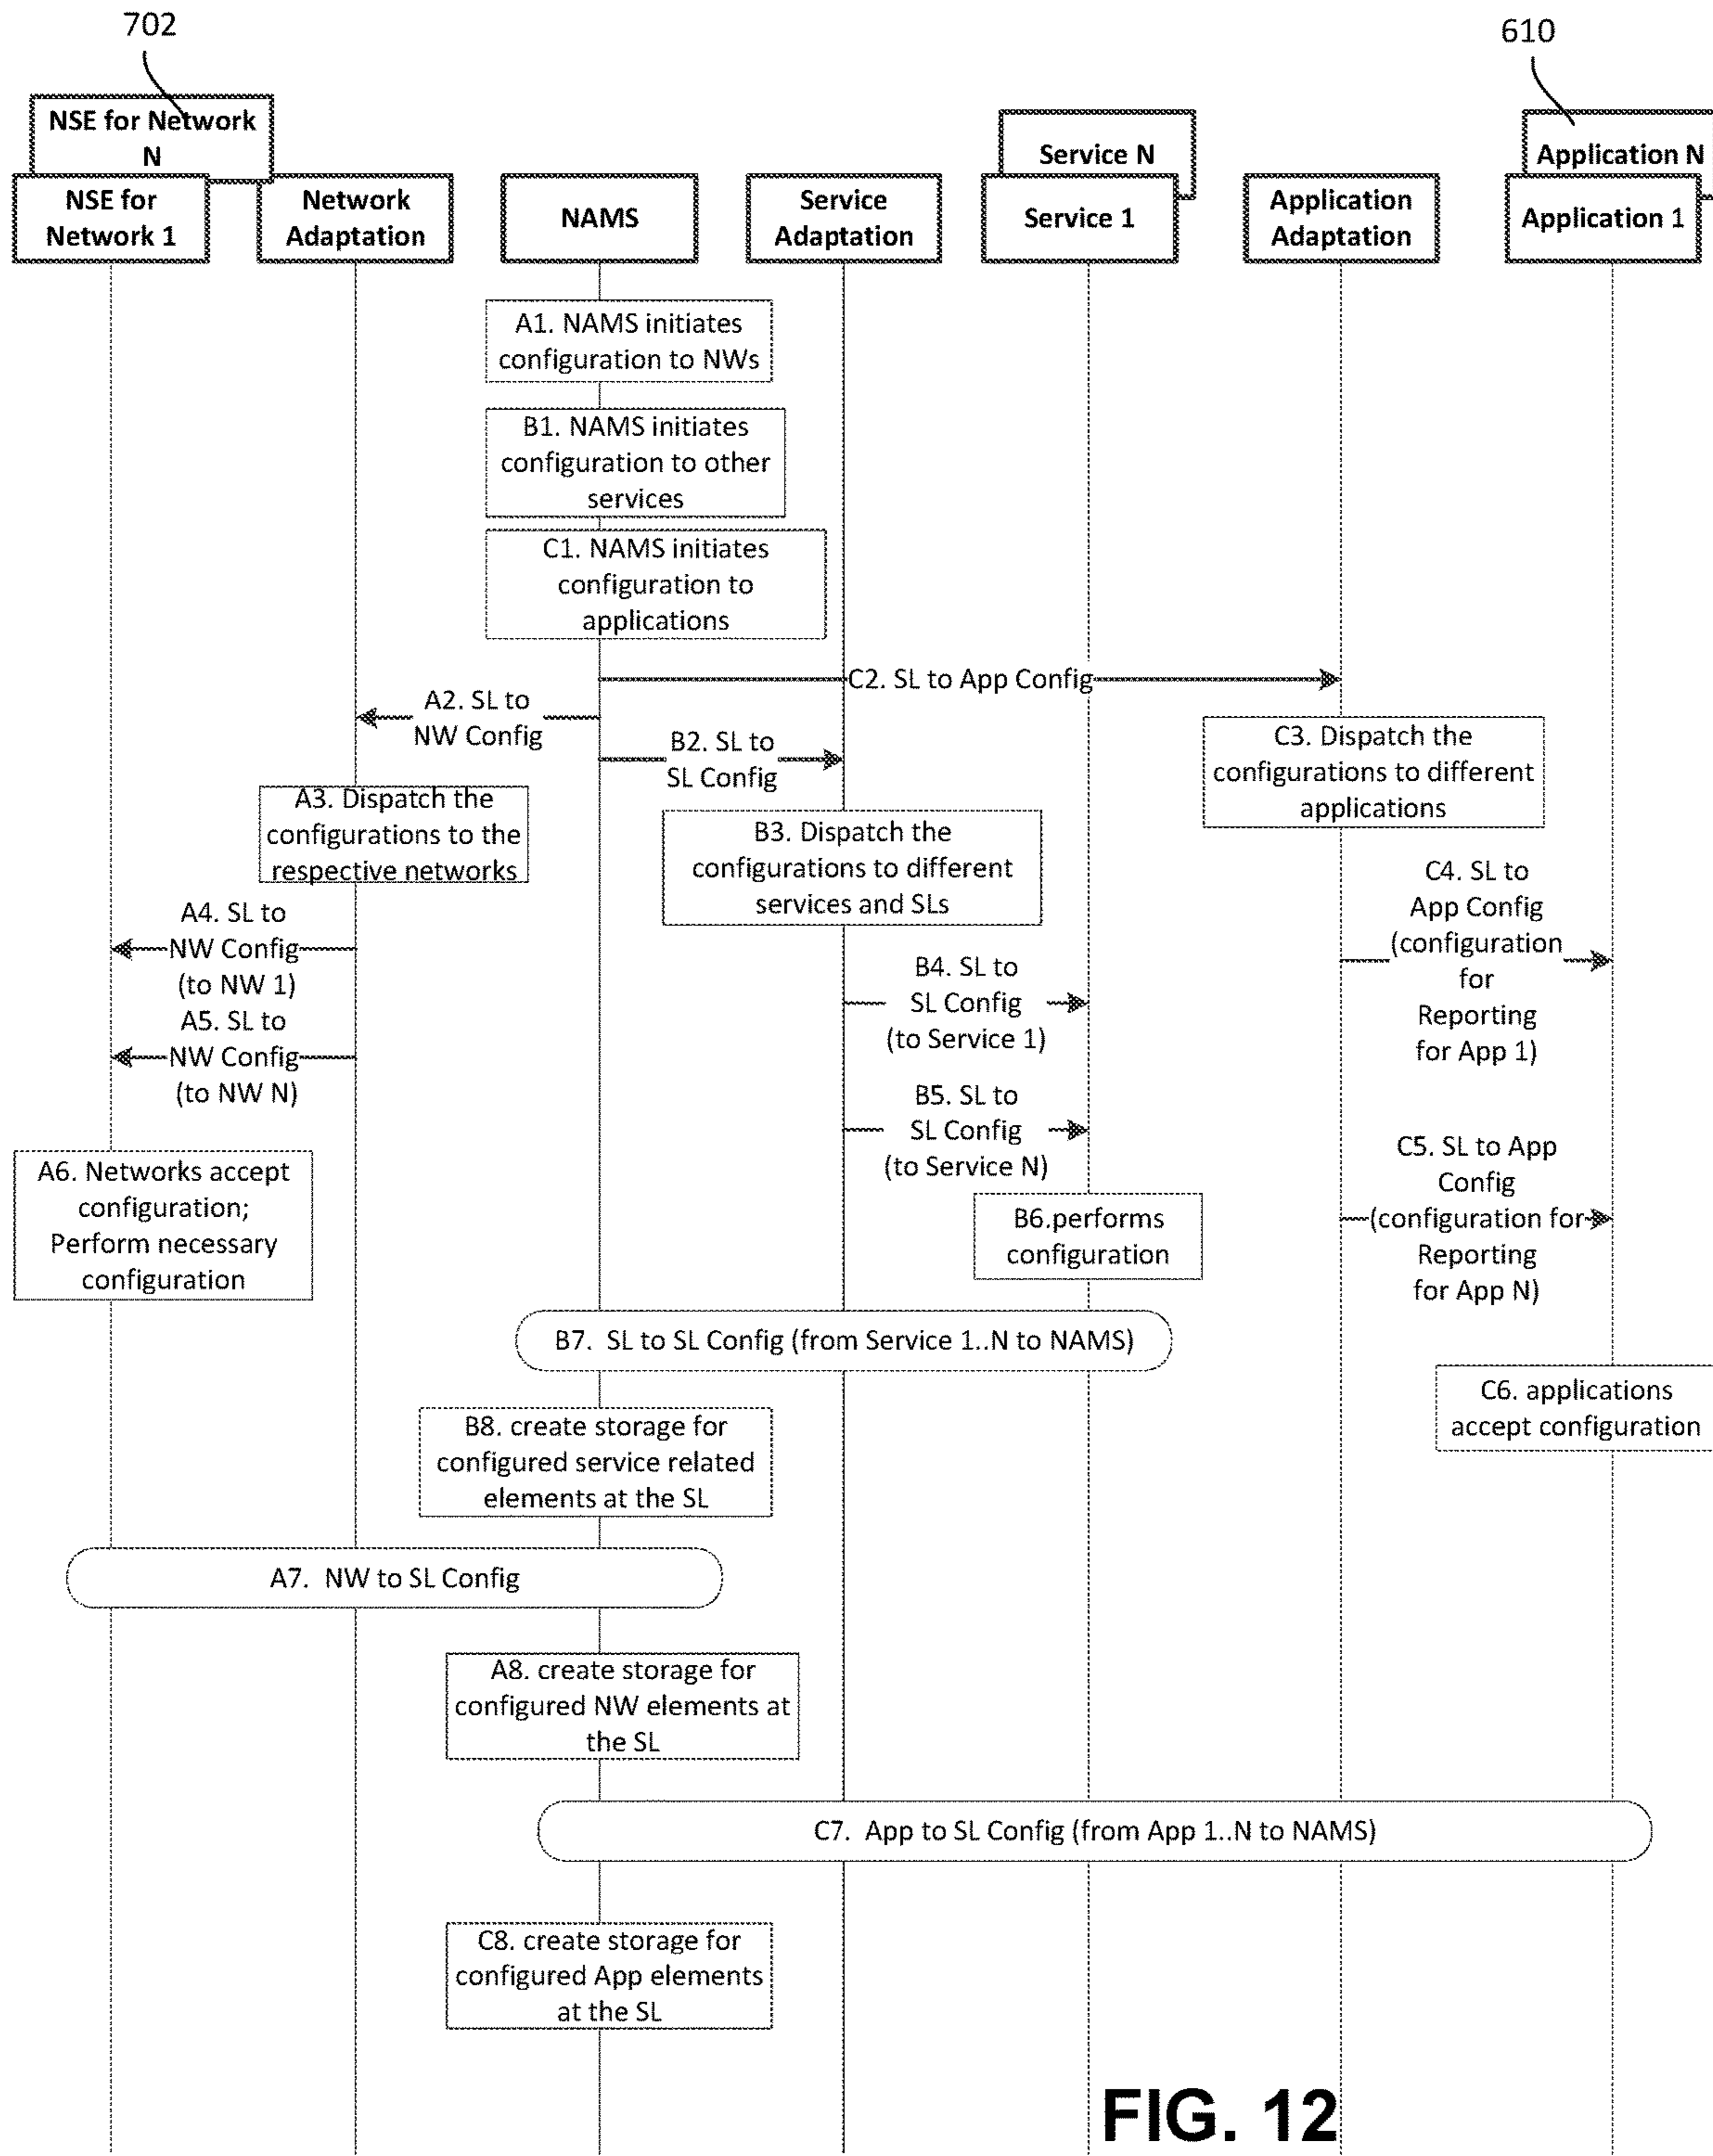 702
610
NSE for Network
N
Service N
Application N
NSE for
Network 1
Network
Adaptation
NAMS
Service
Adaptation
Service 1
Application
Adaptation
Application 1
A1. NAMS initiates
configuration to NWs
B1. NAMS initiates
configuration to other
services
C1. NAMS initiates
configuration to
applications
C2. SL to App Config
A2. SL to
NW Config
B2. SL to
SL Config
C3. Dispatch the
configurations to different
applications
A3. Dispatch the
configurations to the
respective networks
B3. Dispatch the
configurations to different
services and SLs
C4. SL to
App Config
(configuration
for
Reporting
for App 1)
A4. SL to
NW Config
(to NW 1)
B4. SL to
SL Config
(to Service 1)
A5. SL to
NW Config
(to NW N)
B5. SL to
SL Config
(to Service N)
C5. SL to App
Config
(configuration for
Reporting
for App N)
A6. Networks accept
configuration;
Perform necessary
configuration
B6.performs
configuration
B7. SL to SL Config (from Service 1..N to NAMS)
C6. applications
accept configuration
B8. create storage for
configured service related
elements at the SL
A7. NW to SL Config
A8. create storage for
configured NW elements at
the SL
C7. App to SL Config (from App 1..N to NAMS)
C8. create storage for
configured App elements
at the SL
FIG. 12